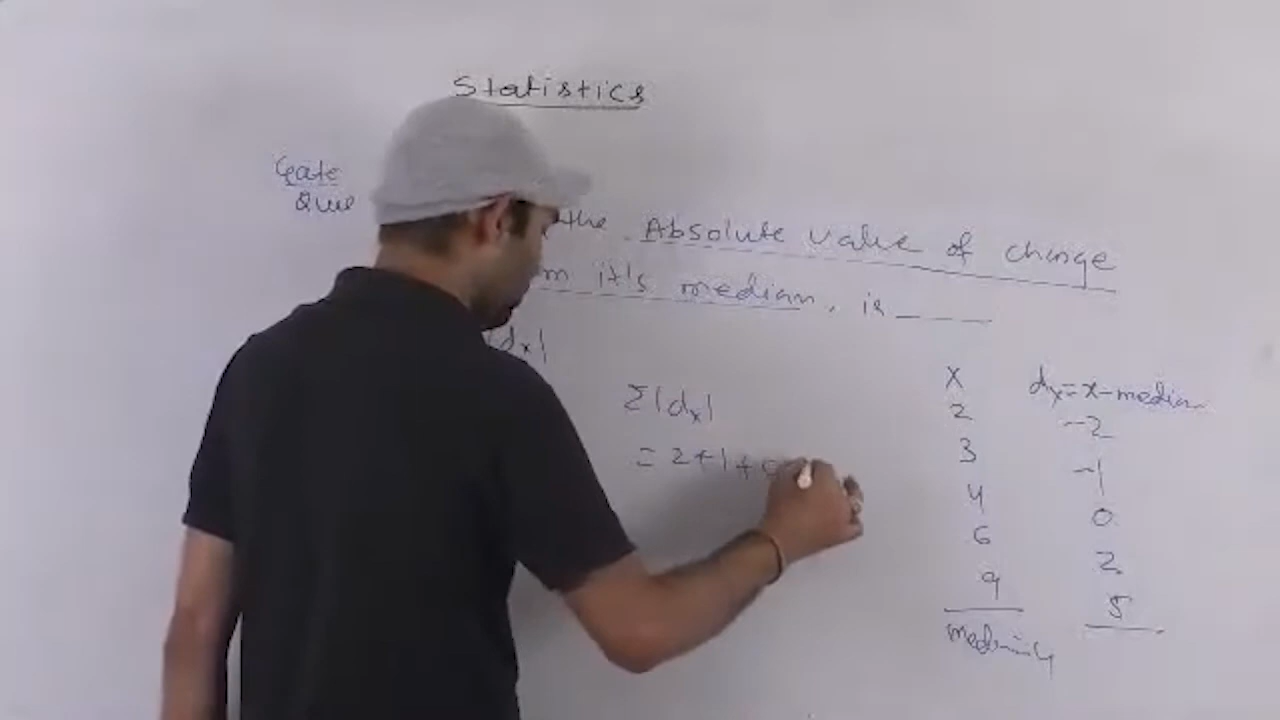 Statistics
Gate
Que the Absolute value of change
m it's median, is ____
dx|
Σ|dx|
= 2+1+0
X dx=x-median
2 -2
3 -1
4 0
6 2
9 5
median=4